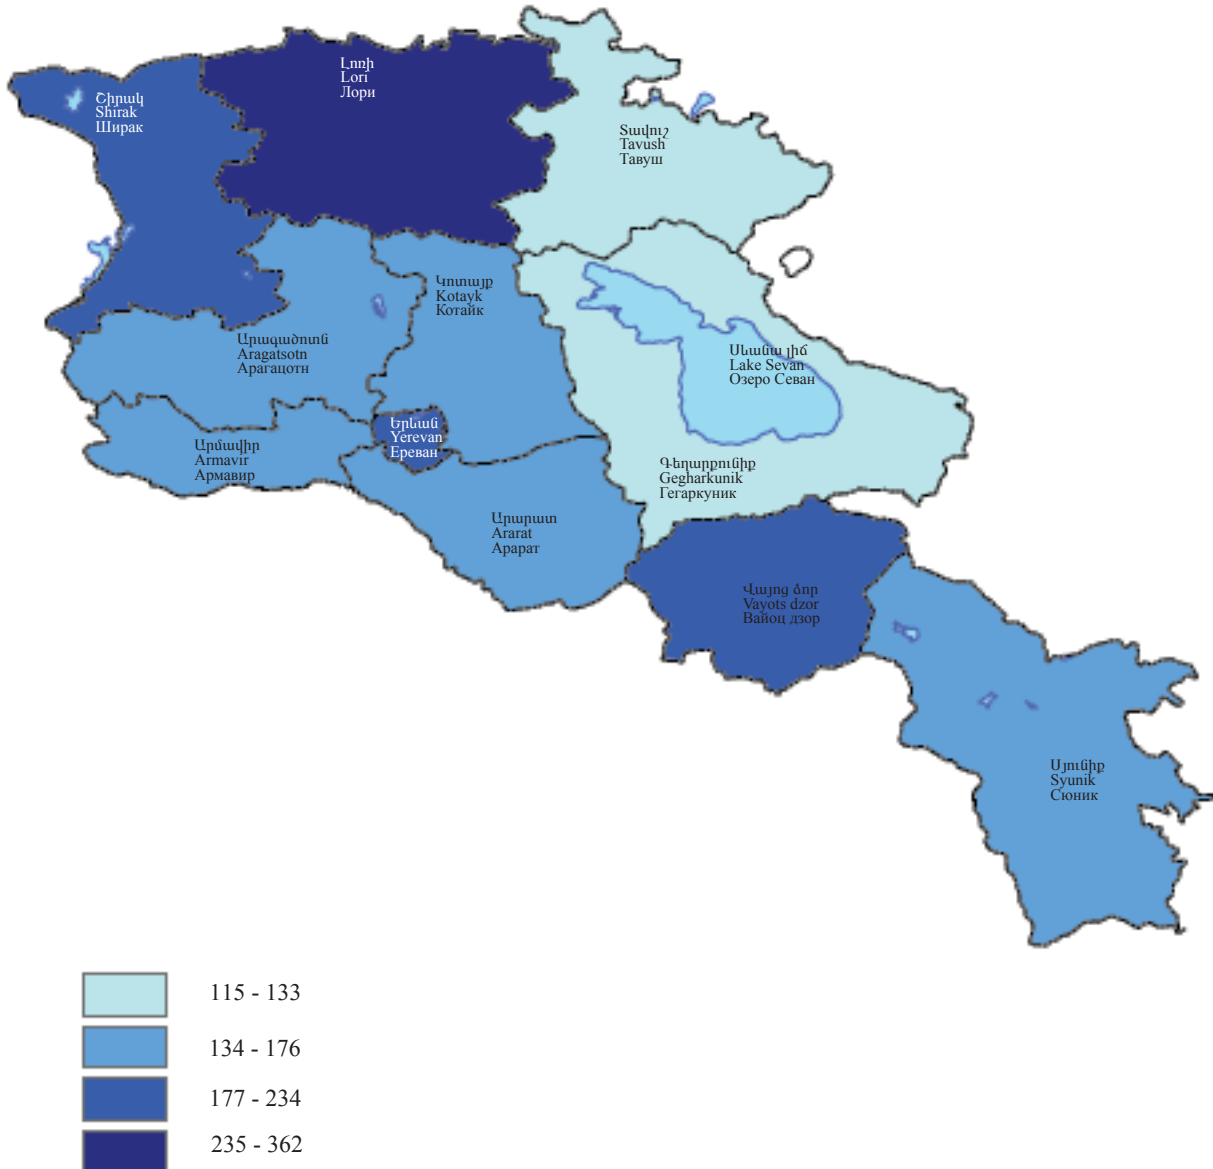 Լոռի
Lori
Лори
Շիրակ
Shirak
Ширак
Տավուշ
Tavush
Тавуш
Կոտայք
Kotayk
Котайк
Արագածոտն
Aragatsotn
Арагацотн
Սևանա լիճ
Lake Sevan
Озеро Севан
Երևան
Yerevan
Ереван
Արմավիր
Armavir
Армавир
Գեղարքունիք
Gegharkunik
Гегаркуник
Արարատ
Ararat
Арарат
Վայոց ձոր
Vayots dzor
Вайоц дзор
Սյունիք
Syunik
Сюник
115 - 133
134 - 176
177 - 234
235 - 362